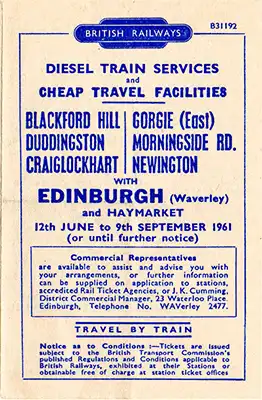 B31192
BRITISH RAILWAYS
DIESEL TRAIN SERVICES
and
CHEAP TRAVEL FACILITIES
BLACKFORD HILL | GORGIE (East)
DUDDINGSTON | MORNINGSIDE RD.
CRAIGLOCKHART | NEWINGTON
WITH
EDINBURGH (Waverley)
and HAYMARKET
12th JUNE to 9th SEPTEMBER 1961
(or until further notice)
Commercial Representatives
are available to assist and advise you with
your arrangements, or further information
can be supplied on application to stations,
accredited Rail Ticket Agencies, or J. K. Cumming,
District Commercial Manager, 23 Waterloo Place.
Edinburgh, Telephone No. WAVerley 2477.
TRAVEL BY TRAIN
Notice as to Conditions :—Tickets are issued
subject to the British Transport Commission's
published Regulations and Conditions applicable to
British Railways, exhibited at their Stations or
obtainable free of charge at station ticket offices